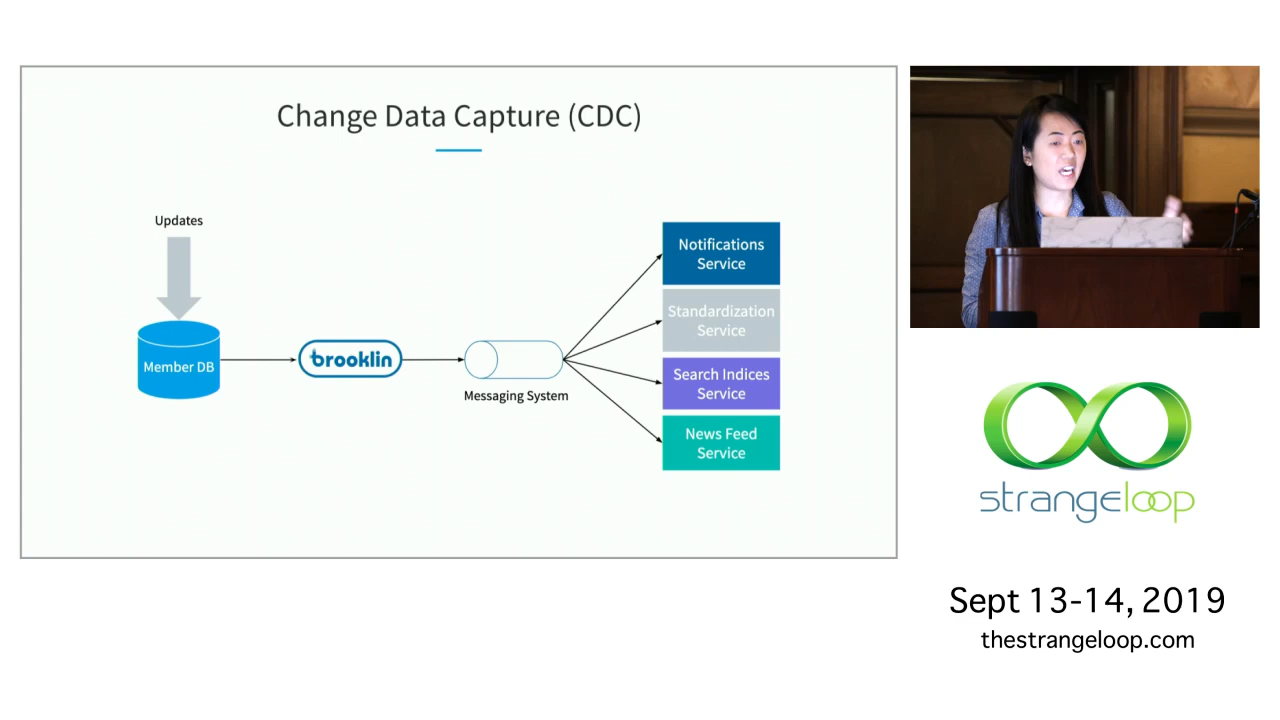 Change Data Capture (CDC)
Updates
Member DB
brooklin
Messaging System
Notifications
Service
Standardization
Service
Search Indices
Service
News Feed
Service
strangeloop
Sept 13-14, 2019
thestrangeloop.com